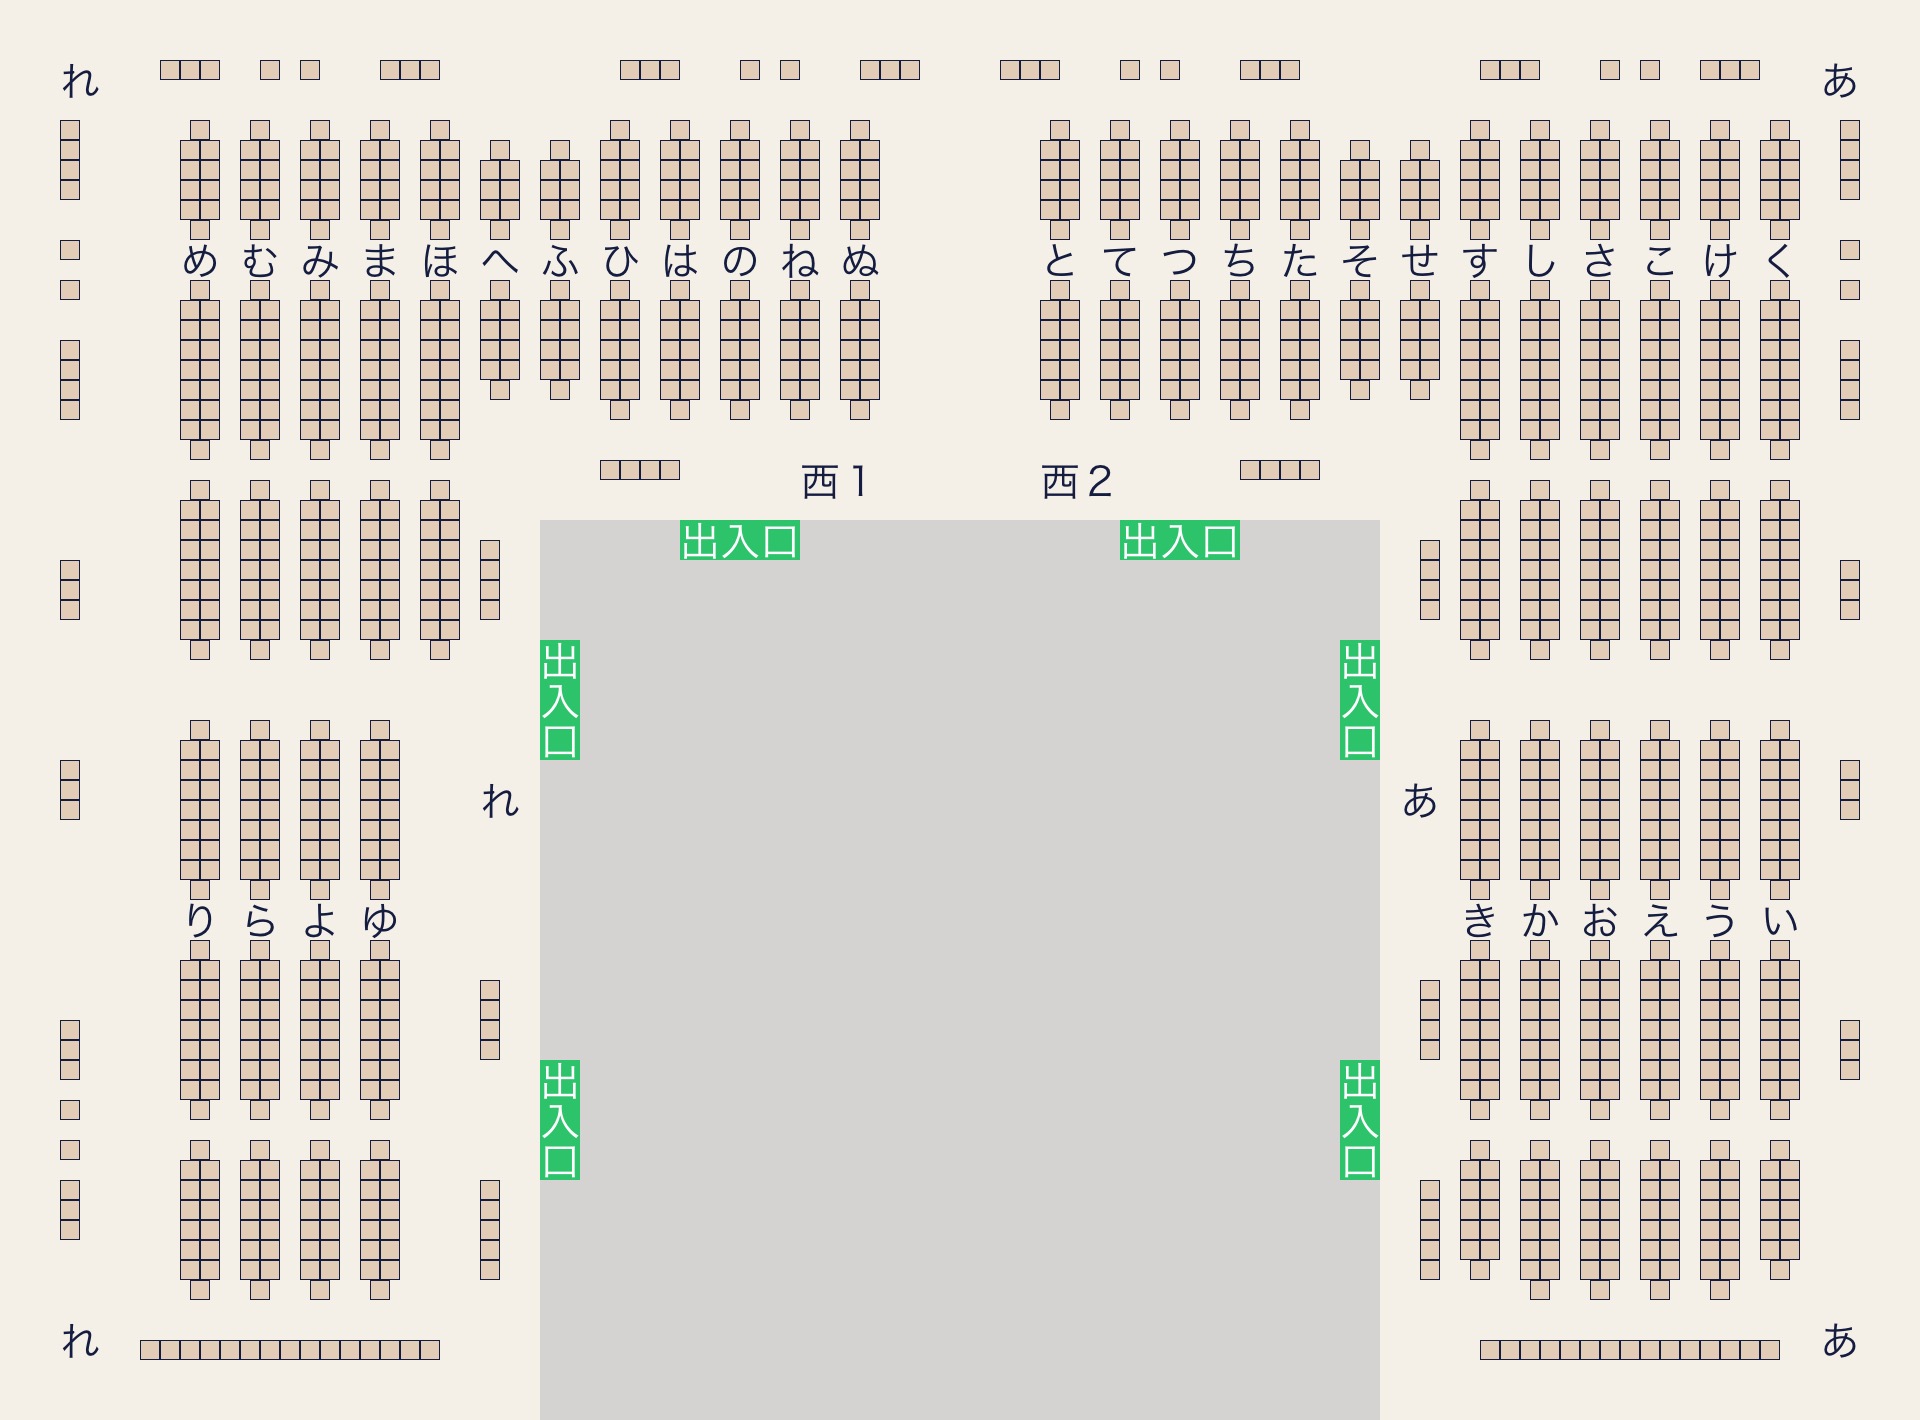 れ
あ
めむみまほへふひはのねぬ
とてつちたそせすしさこけく
西1
西2
出入口
出入口
出入口
出入口
れ
あ
りらよゆ
きかおえうい
出入口
出入口
れ
あ